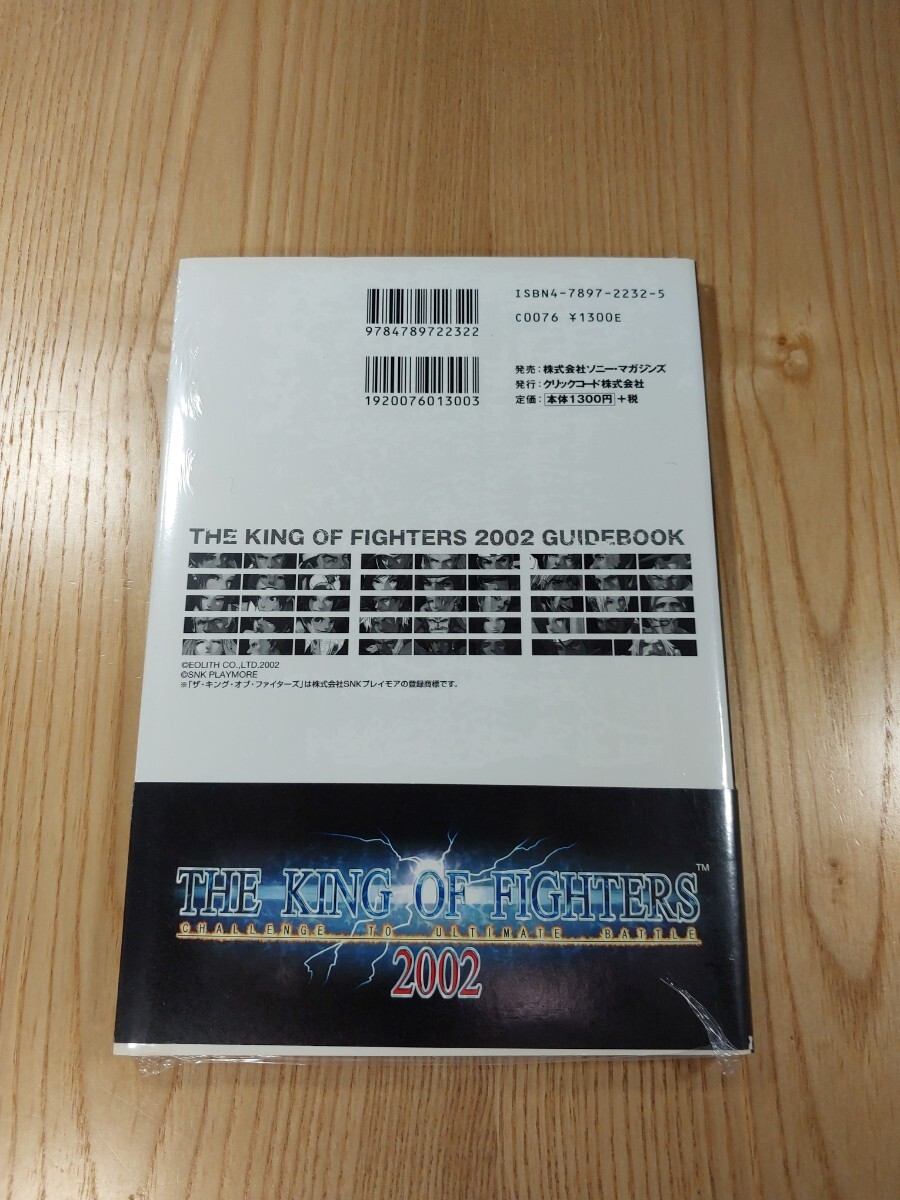 ISBN4-7897-2232-5
C0076 ¥1300E
9784789722322
1920076013003
発売：株式会社ソニー・マガジンズ
発行：クリックコード株式会社
定価：本体1300円＋税
THE KING OF FIGHTERS 2002 GUIDEBOOK
©EOLITH CO.,LTD.2002
©SNK PLAYMORE
※「ザ・キング・オブ・ファイターズ」は株式会社SNKプレイモアの登録商標です。
THE KING OF FIGHTERS™
CHALLENGE TO ULTIMATE BATTLE
2002